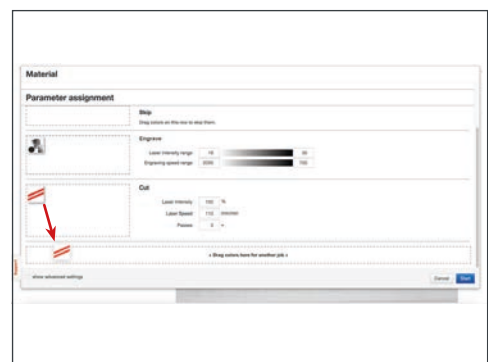 Material
Parameter assignment
Skip
Drag colors on this row to skip them.
Engrave
Laser intensity range
Engraving speed range
Cut
Laser Intensity 100 %
Laser Speed 110 mm/min
Passes
< Drag colors here for another job >
show advanced settings
Cancel Start